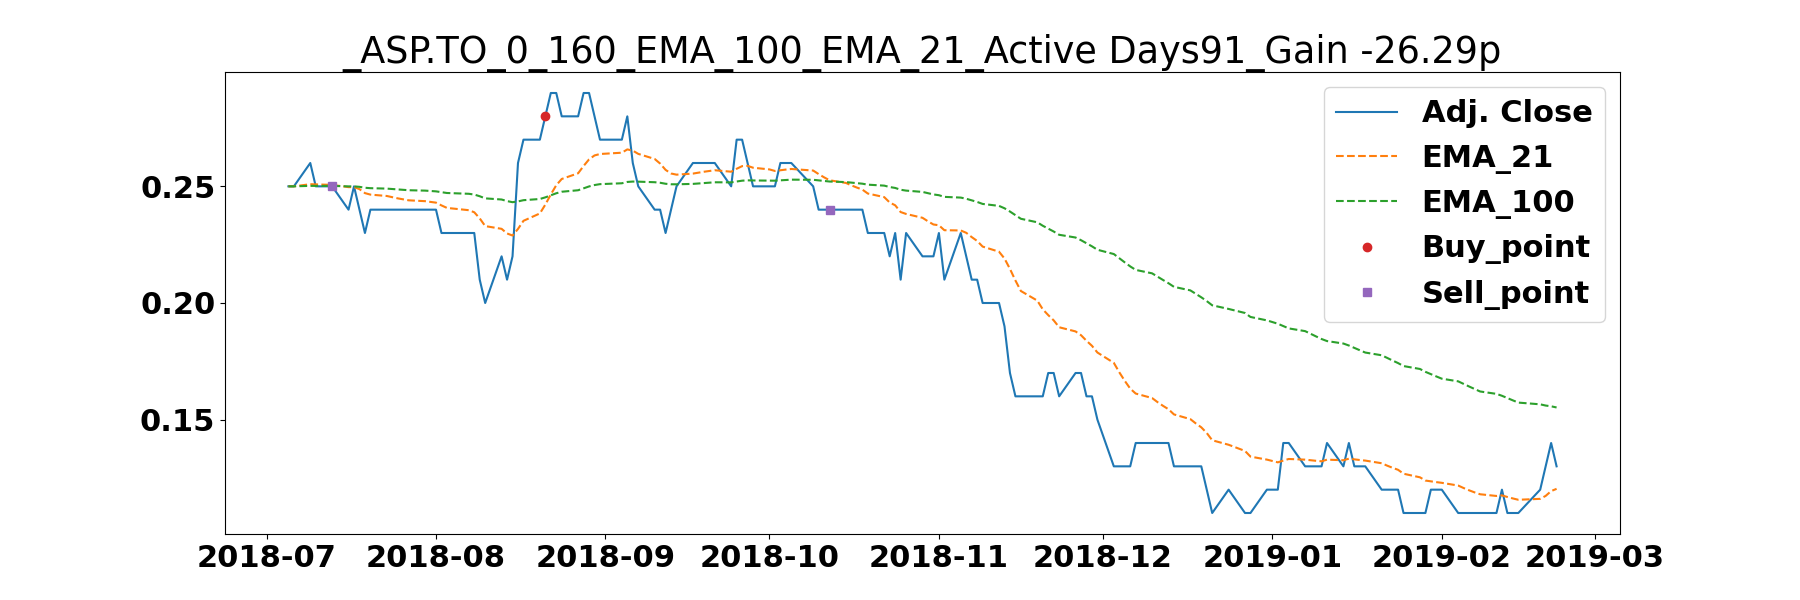 _ASP.TO_0_160_EMA_100_EMA_21_Active Days91_Gain -26.29p
Adj. Close
EMA_21
EMA_100
Buy_point
Sell_point
0.25
0.20
0.15
2018-07 2018-08 2018-09 2018-10 2018-11 2018-12 2019-01 2019-02 2019-03